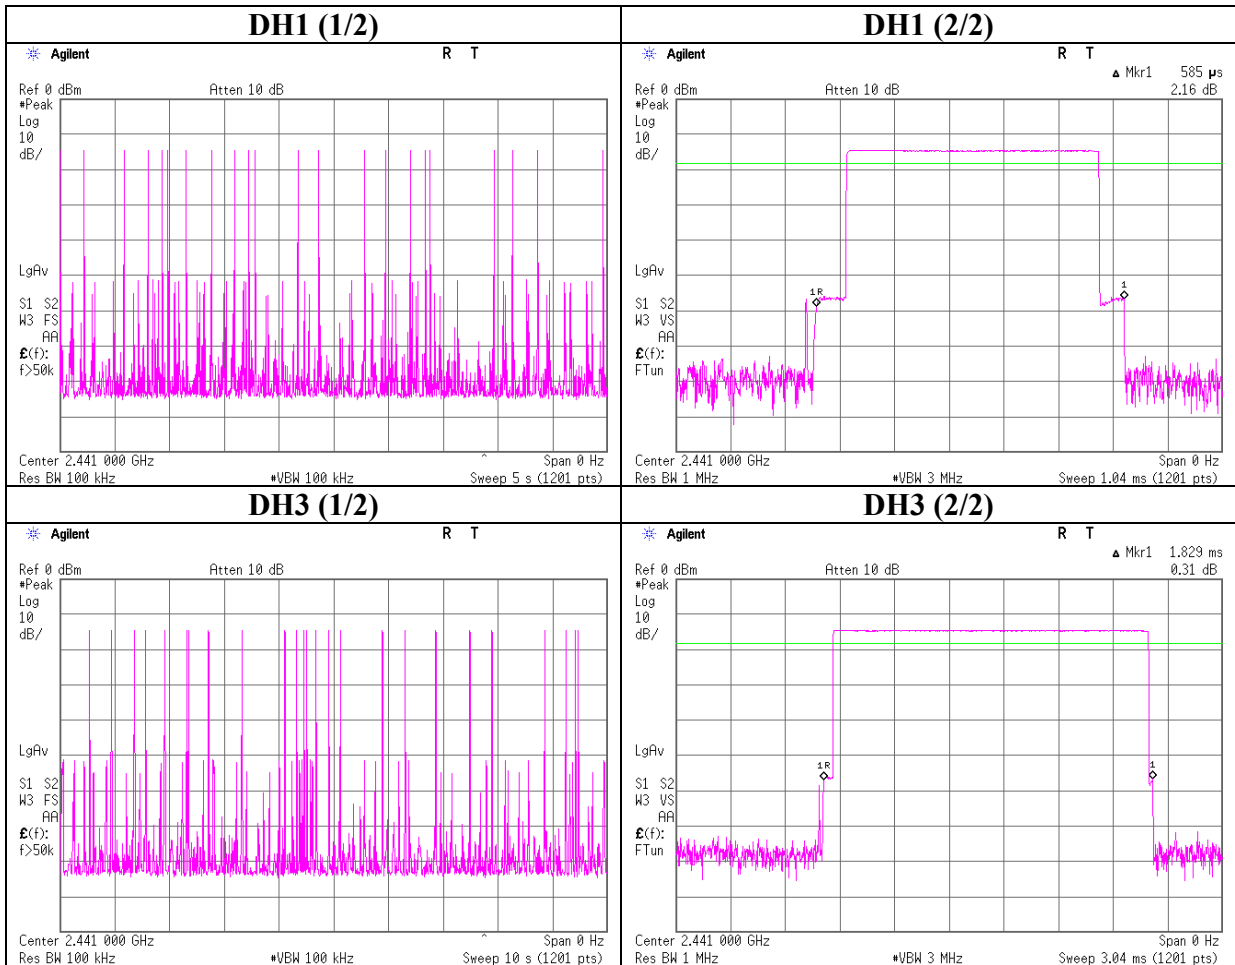 DH1 (1/2)
Agilent
R T
Ref 0 dBm
Atten 10 dB
#Peak
Log
10
dB/
LgAv
S1 S2
W3 FS
AA
£(f):
f>50k
Center 2.441 000 GHz
Span 0 Hz
Res BW 100 kHz
#VBW 100 kHz
Sweep 5 s (1201 pts)
DH1 (2/2)
Agilent
R T
Δ Mkr1 585 µs
Ref 0 dBm
Atten 10 dB
2.16 dB
#Peak
Log
10
dB/
1R
1
LgAv
S1 S2
W3 VS
AA
£(f):
FTun
Center 2.441 000 GHz
Span 0 Hz
Res BW 1 MHz
#VBW 3 MHz
Sweep 1.04 ms (1201 pts)
DH3 (1/2)
Agilent
R T
Ref 0 dBm
Atten 10 dB
#Peak
Log
10
dB/
LgAv
S1 S2
W3 FS
AA
£(f):
f>50k
Center 2.441 000 GHz
Span 0 Hz
Res BW 100 kHz
#VBW 100 kHz
Sweep 10 s (1201 pts)
DH3 (2/2)
Agilent
R T
Δ Mkr1 1.829 ms
Ref 0 dBm
Atten 10 dB
0.31 dB
#Peak
Log
10
dB/
1R
1
LgAv
S1 S2
W3 VS
AA
£(f):
FTun
Center 2.441 000 GHz
Span 0 Hz
Res BW 1 MHz
#VBW 3 MHz
Sweep 3.04 ms (1201 pts)